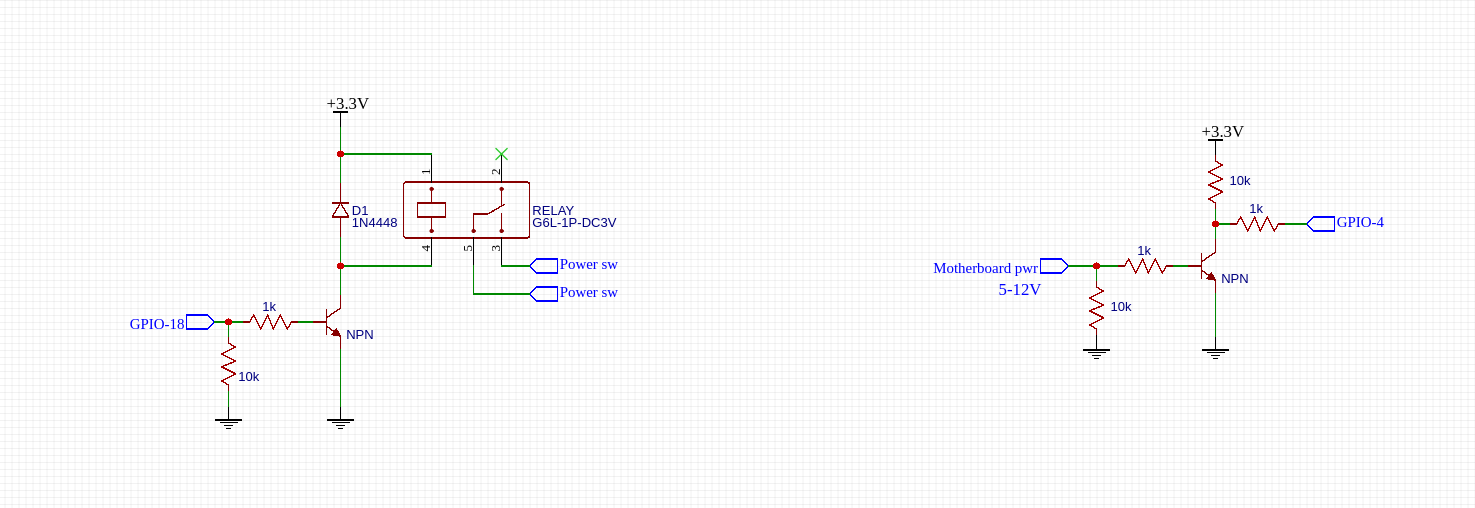 +3.3V
1
2
D1
1N4448
RELAY
G6L-1P-DC3V
4
5
3
Power sw
Power sw
GPIO-18
1k
NPN
10k
+3.3V
10k
1k
GPIO-4
Motherboard pwr
5-12V
1k
NPN
10k